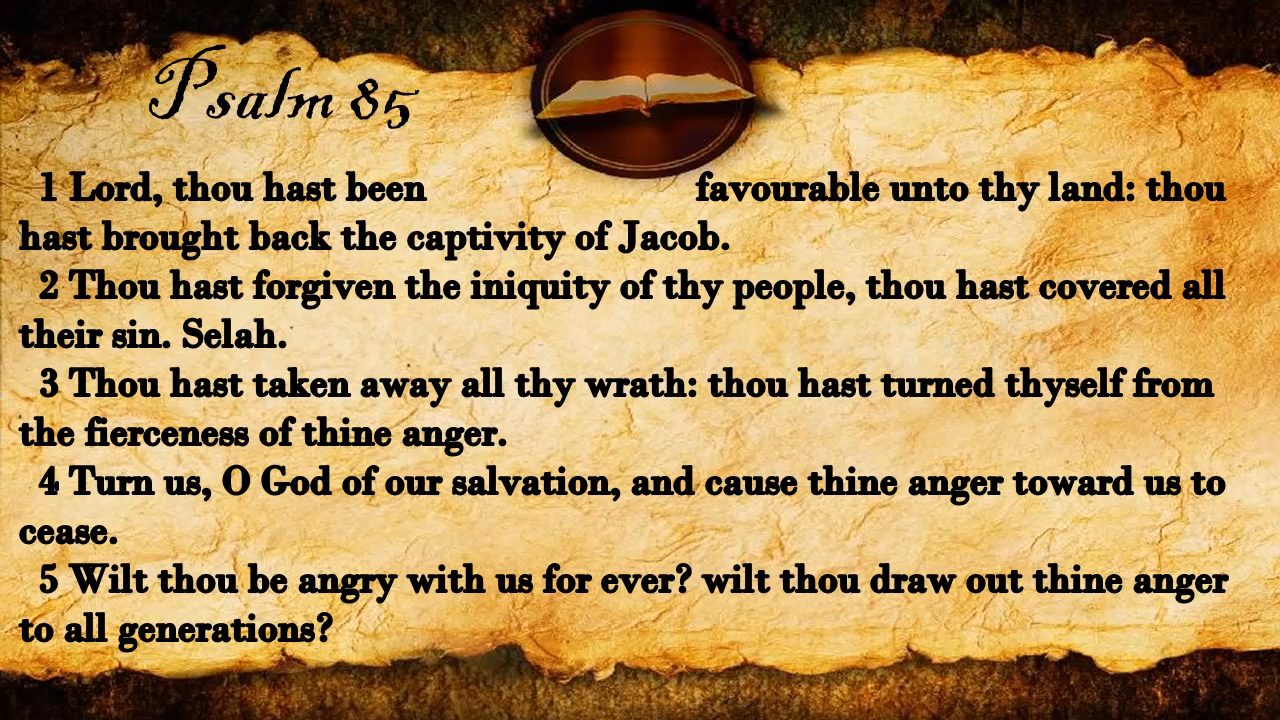 Psalm 85
1 Lord, thou hast been favourable unto thy land: thou
hast brought back the captivity of Jacob.
2 Thou hast forgiven the iniquity of thy people, thou hast covered all
their sin. Selah.
3 Thou hast taken away all thy wrath: thou hast turned thyself from
the fierceness of thine anger.
4 Turn us, O God of our salvation, and cause thine anger toward us to
cease.
5 Wilt thou be angry with us for ever? wilt thou draw out thine anger
to all generations?